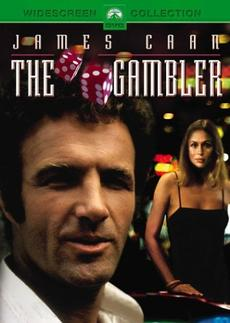 WIDESCREEN COLLECTION
JAMES CAAN
THE GAMBLER